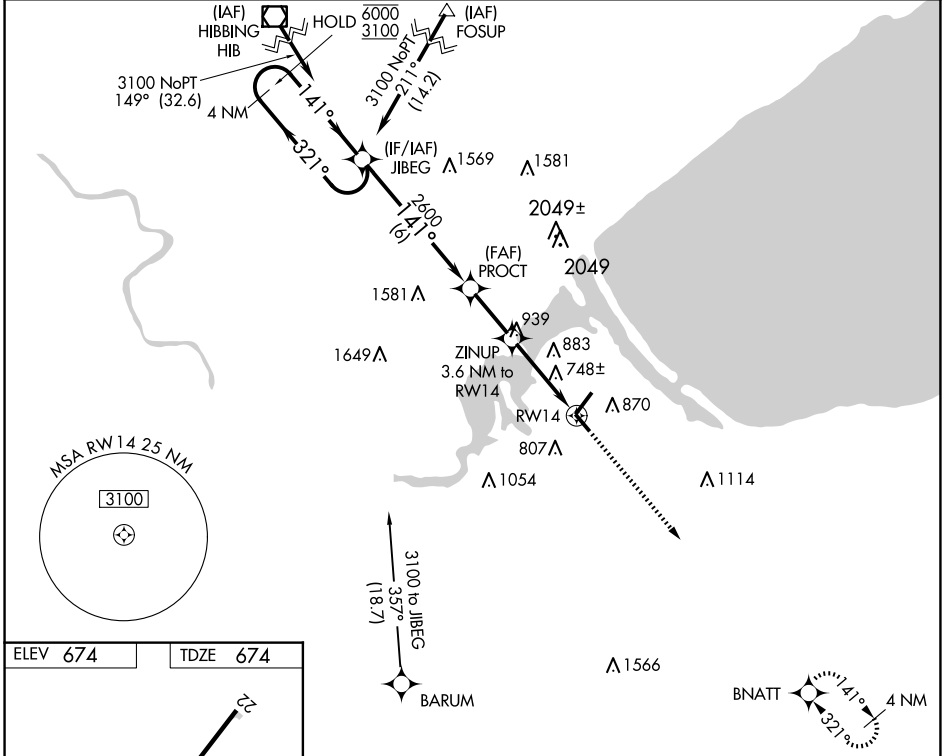 (IAF)
HIBBING
HIB
HOLD
6000
3100
(IAF)
FOSUP
3100 NoPT
149° (32.6)
4 NM
141°
321°
3100 NoPT
211°
(14.2)
(IF/IAF)
JIBEG
1569
1581
2600
141°
(6)
2049±
2049
(FAF)
PROCT
1581
939
1649
ZINUP
3.6 NM to
RW14
883
748±
RW14
870
807
1054
1114
MSA RW14 25 NM
3100
3100 to JIBEG
357°
(18.7)
BARUM
1566
BNATT
141°
321°
4 NM
ELEV 674
TDZE 674
22